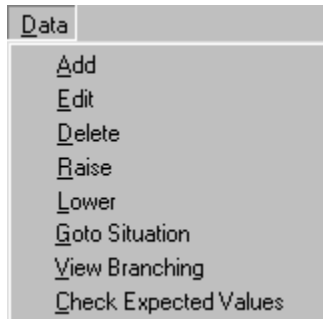 Data
Add
Edit
Delete
Raise
Lower
Goto Situation
View Branching
Check Expected Values